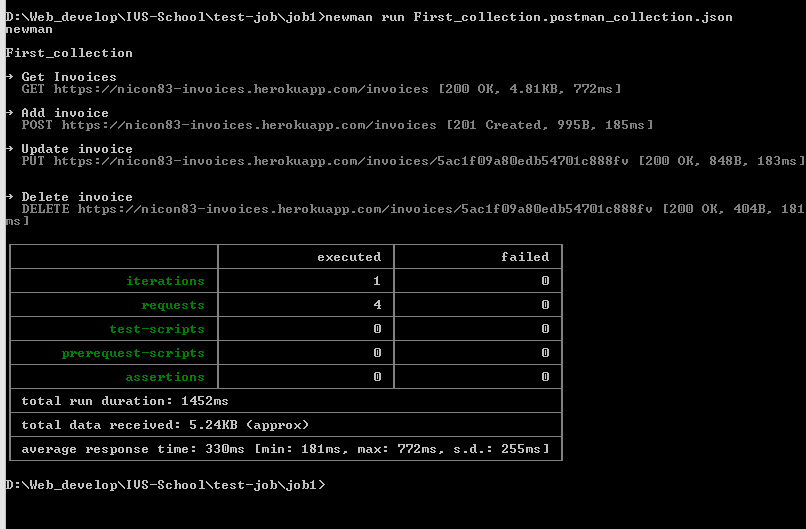 D:\Web_develop\IVS-School\test-job\job1>newman run First_collection.postman_collection.json
newman
First_collection
→ Get Invoices
GET https://nicon83-invoices.herokuapp.com/invoices [200 OK, 4.81KB, 772ms]
→ Add invoice
POST https://nicon83-invoices.herokuapp.com/invoices [201 Created, 995B, 185ms]
→ Update invoice
PUT https://nicon83-invoices.herokuapp.com/invoices/5ac1f09a80edb54701c888fv [200 OK, 848B, 183ms]
→ Delete invoice
DELETE https://nicon83-invoices.herokuapp.com/invoices/5ac1f09a80edb54701c888fv [200 OK, 404B, 181
ms]
executed failed
iterations 1 0
requests 4 0
test-scripts 0 0
prerequest-scripts 0 0
assertions 0 0
total run duration: 1452ms
total data received: 5.24KB (approx)
average response time: 330ms [min: 181ms, max: 772ms, s.d.: 255ms]
D:\Web_develop\IVS-School\test-job\job1>